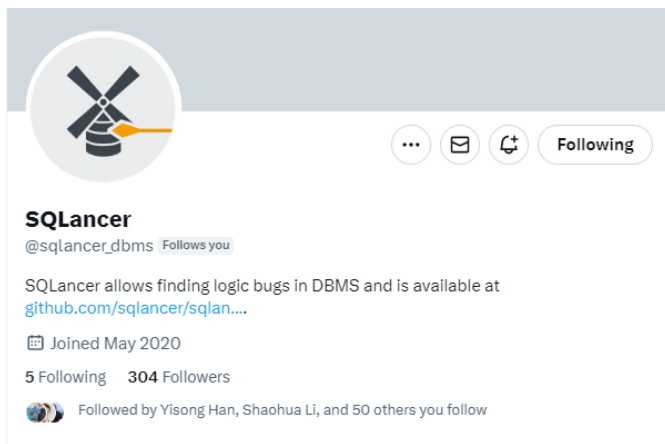 Following
SQLancer
@sqlancer_dbms Follows you
SQLancer allows finding logic bugs in DBMS and is available at
github.com/sqlancer/sqlan....
Joined May 2020
5 Following 304 Followers
Followed by Yisong Han, Shaohua Li, and 50 others you follow